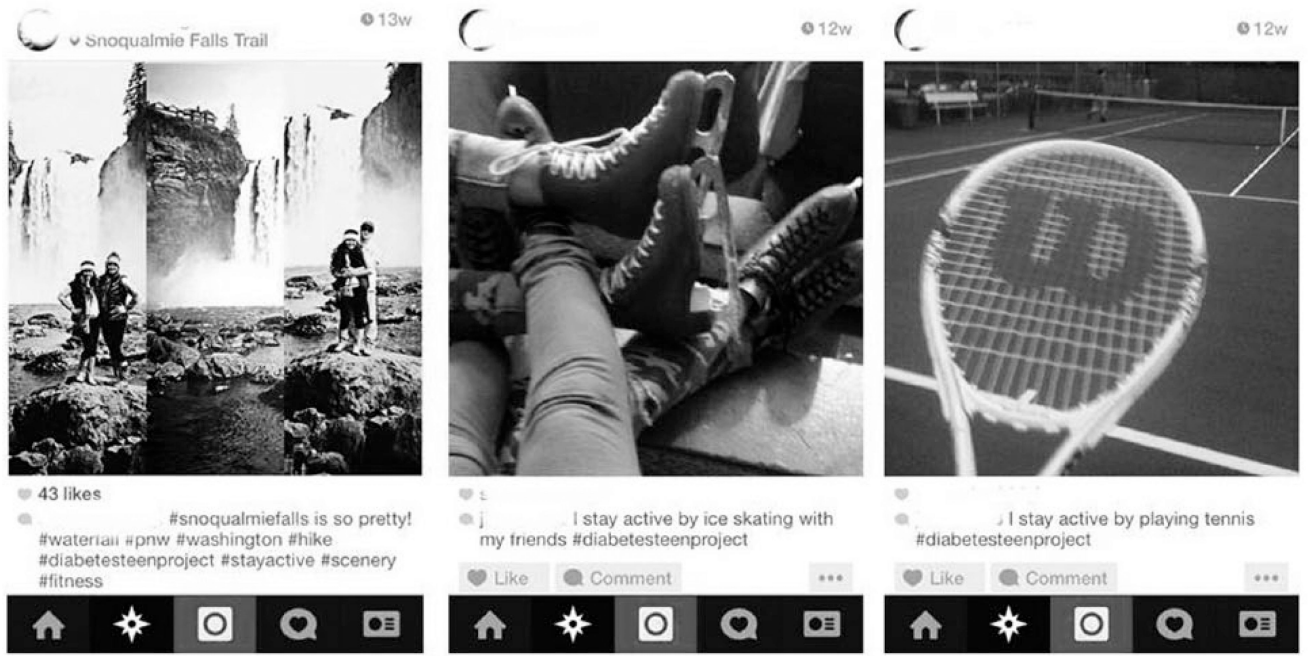 13w
Snoqualmie Falls Trail
43 likes
#snoqualmiefalls is so pretty!
#waterfall #pnw #washington #hike
#diabetesteenproject #stayactive #scenery
#fitness
12w
I stay active by ice skating with
my friends #diabetesteenproject
Like Comment
12w
W
I stay active by playing tennis
#diabetesteenproject
Like Comment